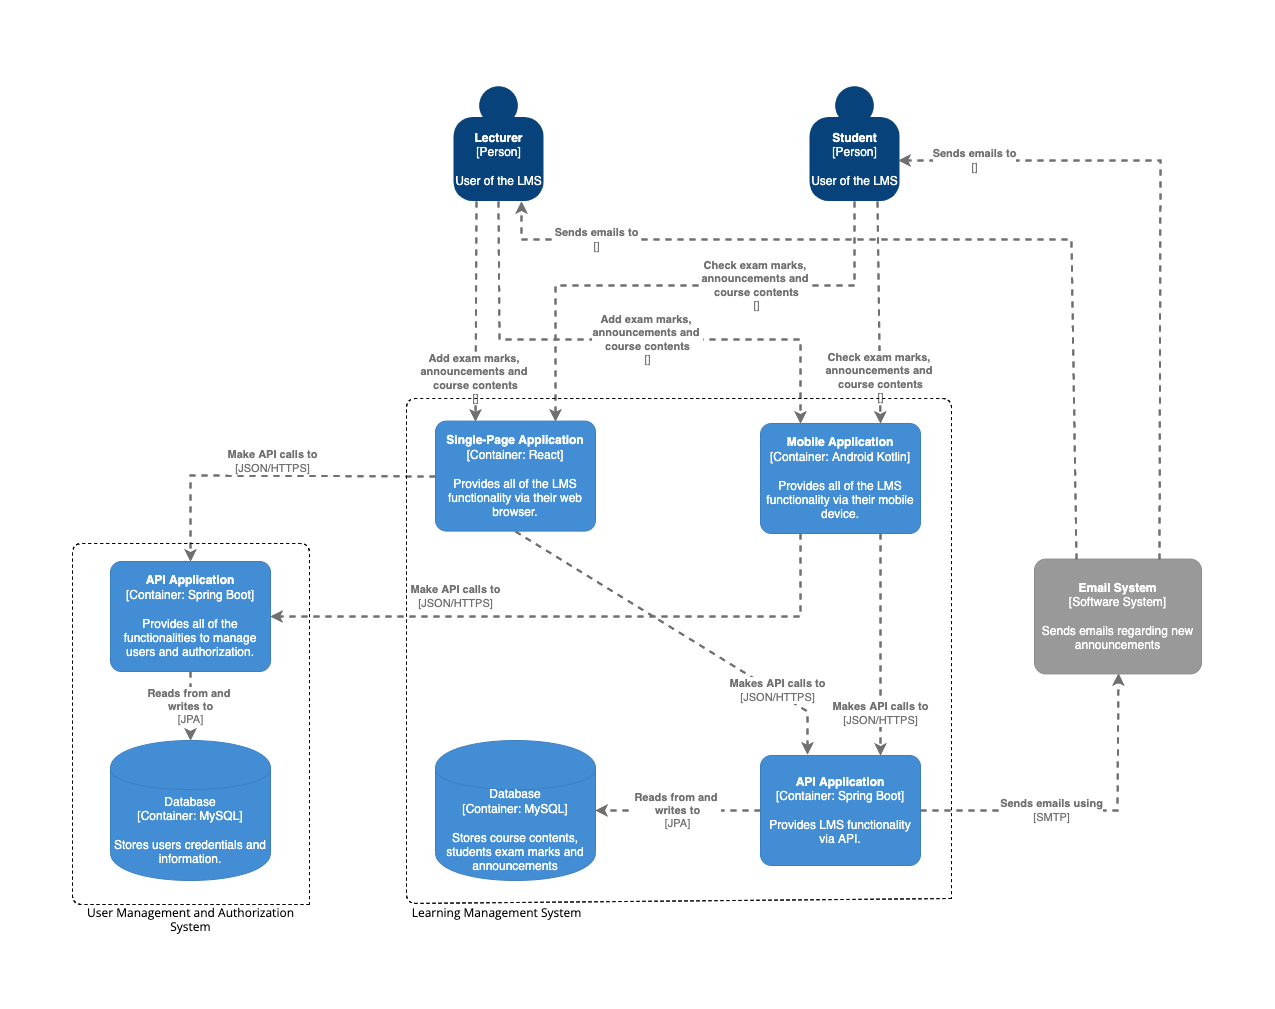 Lecturer
[Person]
User of the LMS
Student
[Person]
User of the LMS
Sends emails to
[]
Sends emails to
[]
Check exam marks,
announcements and
course contents
[]
Add exam marks,
announcements and
course contents
[]
Add exam marks,
announcements and
course contents
[]
Check exam marks,
announcements and
course contents
[]
Single-Page Application
[Container: React]
Provides all of the LMS
functionality via their web
browser.
Mobile Application
[Container: Android Kotlin]
Provides all of the LMS
functionality via their mobile
device.
Make API calls to
[JSON/HTTPS]
API Application
[Container: Spring Boot]
Provides all of the
functionalities to manage
users and authorization.
Make API calls to
[JSON/HTTPS]
Email System
[Software System]
Sends emails regarding new
announcements
Reads from and
writes to
[JPA]
Makes API calls to
[JSON/HTTPS]
Makes API calls to
[JSON/HTTPS]
Database
[Container: MySQL]
Stores users credentials and
information.
Database
[Container: MySQL]
Stores course contents,
students exam marks and
announcements
Reads from and
writes to
[JPA]
API Application
[Container: Spring Boot]
Provides LMS functionality
via API.
Sends emails using
[SMTP]
User Management and Authorization
System
Learning Management System